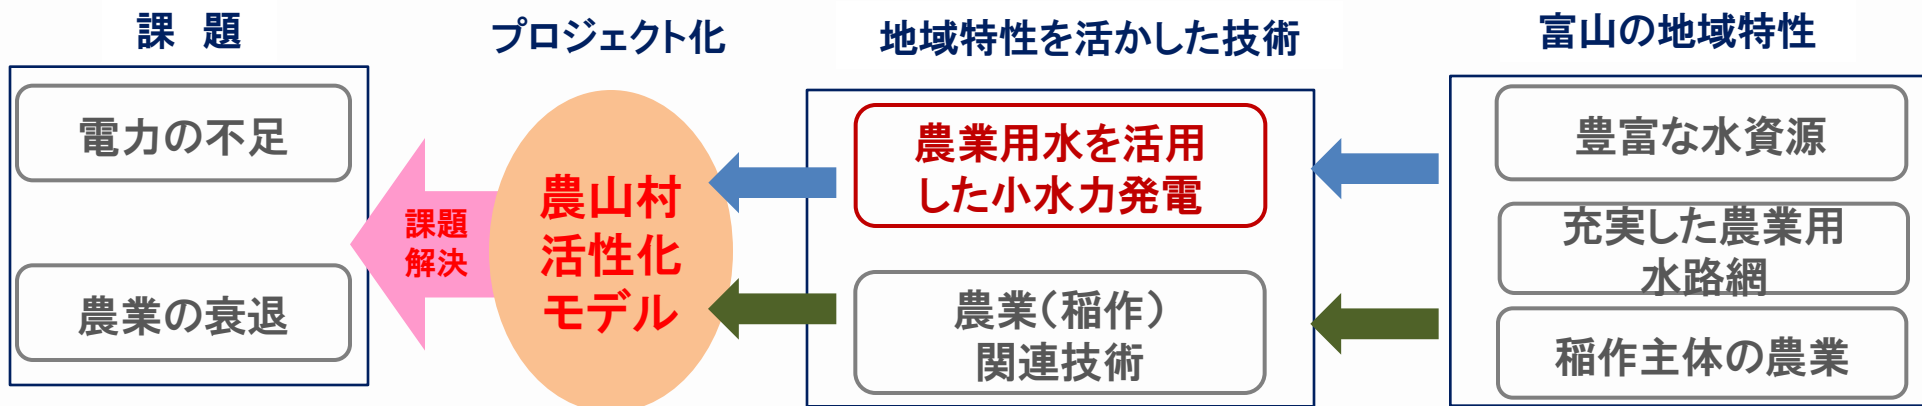 課 題
電力の不足
農業の衰退
課題
解決
プロジェクト化
農山村
活性化
モデル
地域特性を活かした技術
農業用水を活用
した小水力発電
農業(稲作)
関連技術
富山の地域特性
豊富な水資源
充実した農業用
水路網
稲作主体の農業